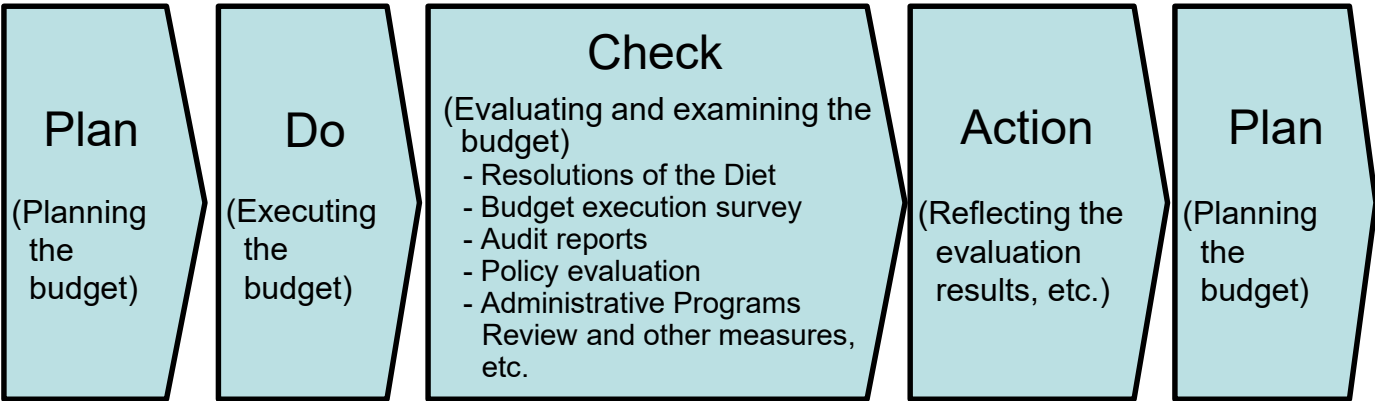 Plan
(Planning
the
budget)
Do
(Executing
the
budget)
Check
(Evaluating and examining the
budget)
- Resolutions of the Diet
- Budget execution survey
- Audit reports
- Policy evaluation
- Administrative Programs
Review and other measures,
etc.
Action
(Reflecting the
evaluation
results, etc.)
Plan
(Planning
the
budget)